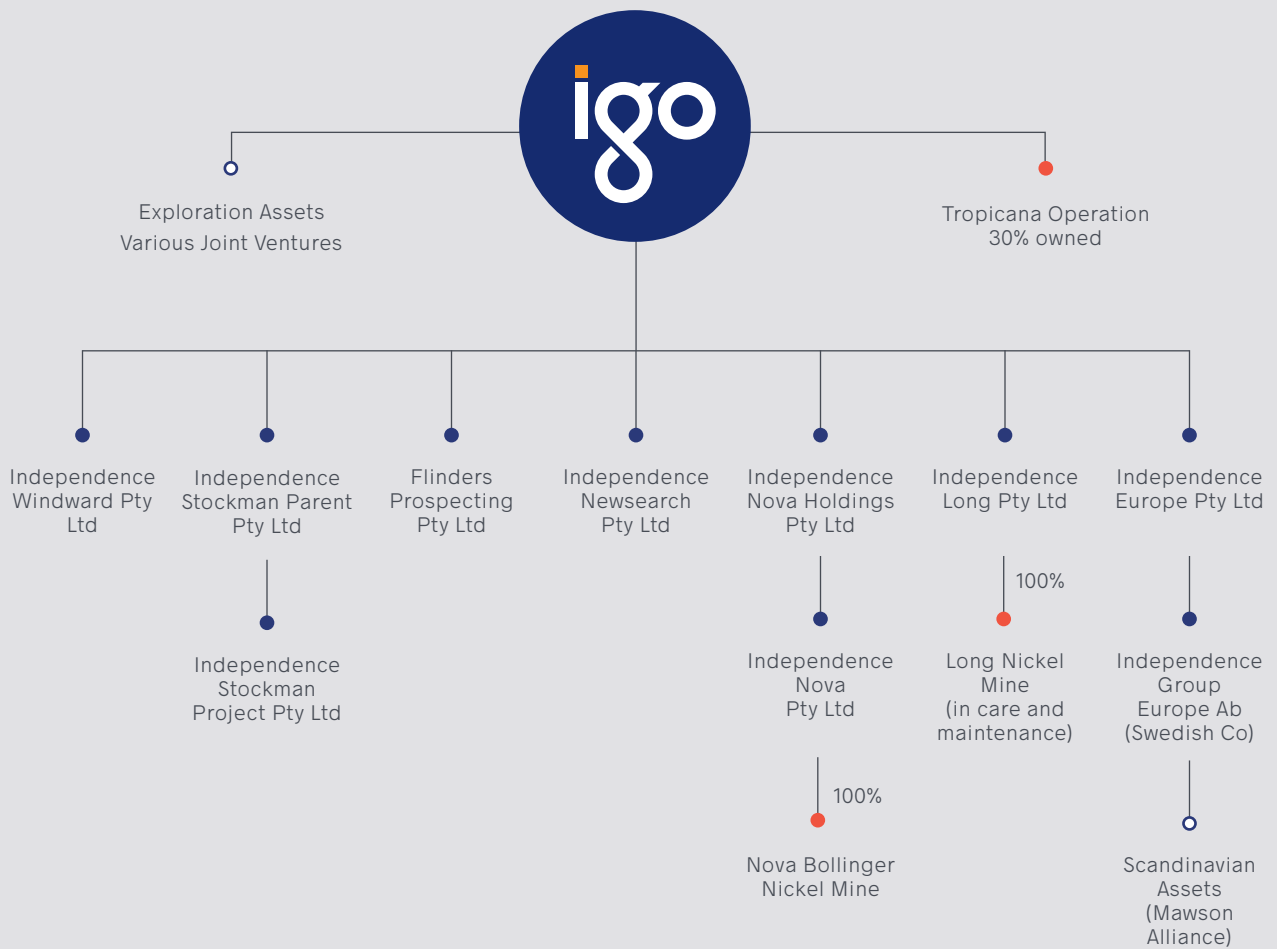 igo
Exploration Assets
Various Joint Ventures
Tropicana Operation
30% owned
Independence
Windward Pty
Ltd
Independence
Stockman Parent
Pty Ltd
Flinders
Prospecting
Pty Ltd
Independence
Newsearch
Pty Ltd
Independence
Nova Holdings
Pty Ltd
Independence
Long Pty Ltd
Independence
Europe Pty Ltd
100%
Independence
Stockman
Project Pty Ltd
Independence
Nova
Pty Ltd
Long Nickel
Mine
(in care and
maintenance)
Independence
Group
Europe Ab
(Swedish Co)
100%
Nova Bollinger
Nickel Mine
Scandinavian
Assets
(Mawson
Alliance)